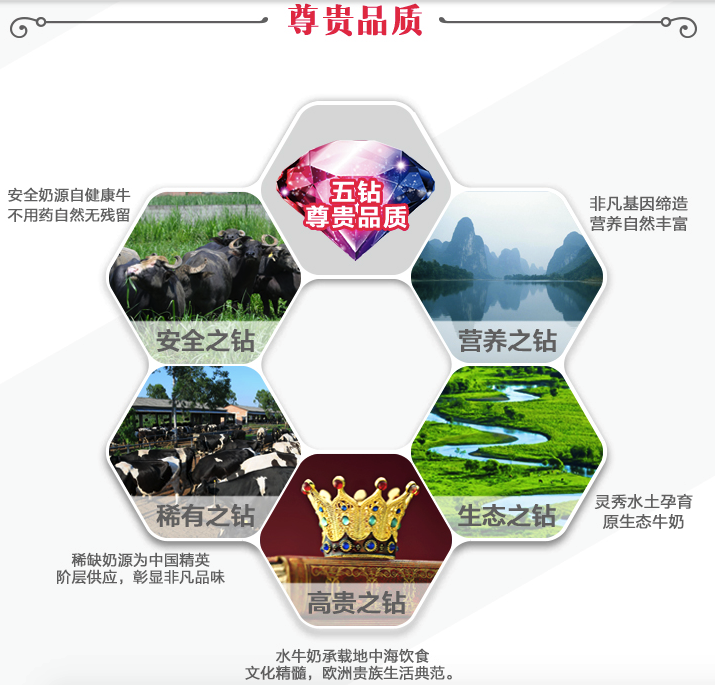 尊贵品质
五钻
尊贵品质
安全奶源自健康牛
不用药自然无残留
非凡基因缔造
营养自然丰富
安全之钻
营养之钻
稀有之钻
生态之钻
灵秀水土孕育
原生态牛奶
稀缺奶源为中国精英
阶层供应，彰显非凡品味
高贵之钻
水牛奶承载地中海饮食
文化精髓，欧洲贵族生活典范。